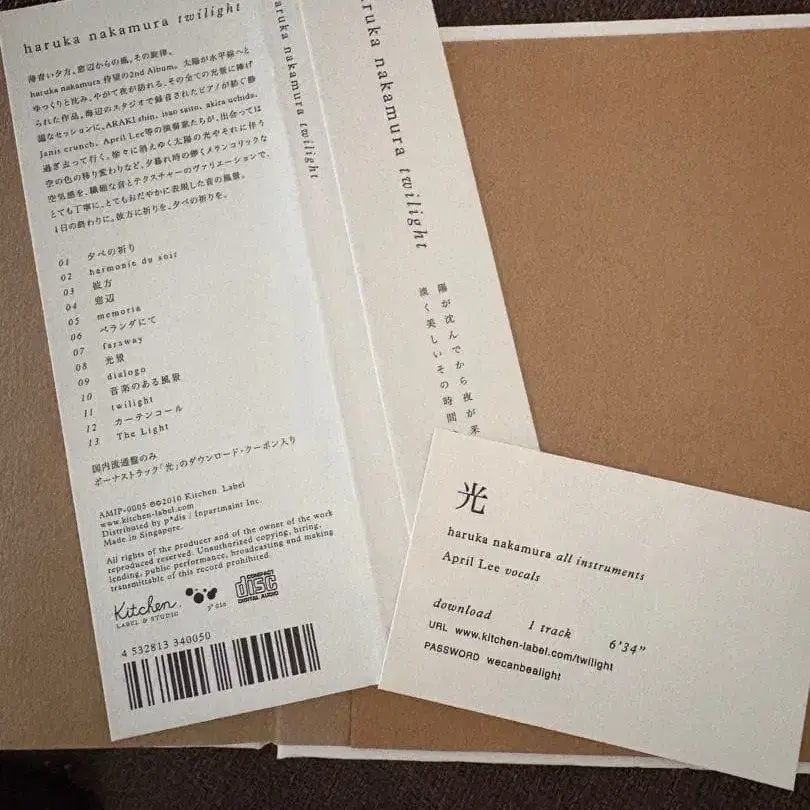 haruka nakamura twilight
薄青い夕方。窓辺からの風。その旋律。
haruka nakamura 待望の2nd Album。太陽が水平線へと
ゆっくりと沈み、やがて夜が訪れる。その全ての光景に捧げ
られた作品。海辺のスタジオで録音されたピアノが紡ぐ静
謐なセッションに、ARAKI shin, isao saito, akira uchida,
Janis crunch, April Lee等の演奏家たちが、出会っては
過ぎ去って行く。徐々に消えゆく太陽の光やそれに伴う
空の色の移り変わりなど、夕暮れ時の儚くメランコリックな
空気感を、繊細な音とテクスチャーのヴァリエーションで、
とても丁寧に、とてもおだやかに表現した音の風景。
1日の終わりに。彼方に祈りを。夕べの祈りを。
01 夕べの祈り
02 harmonie du soir
03 彼方
04 窓辺
05 memoria
06 ベランダにて
07 faraway
08 光景
09 dialogo
10 音楽のある風景
11 twilight
12 カーテンコール
13 The Light
国内流通盤のみ
ボーナストラック「光」のダウンロード・クーポン入り
AMIP-0005 ℗©2010 Kitchen Label
www.kitchen-label.com
Distributed by p*dis / Inpartmaint Inc.
Made in Singapore.
All rights of the producer and of the owner of the work
reproduced reserved. Unauthorized copying, hiring,
lending, public performance, broadcasting and making
transmittable of this record prohibited.
Kitchen.
LABEL & STUDIO
p*dis
COMPACT
disc
DIGITAL AUDIO
4 532813 340050
haruka nakamura twilight
haruka nakamura twilight
陽が沈んでから夜が来
淡く美しいその時間
光
haruka nakamura all instruments
April Lee vocals
download 1 track 6'34"
URL www.kitchen-label.com/twilight
PASSWORD wecanbealight